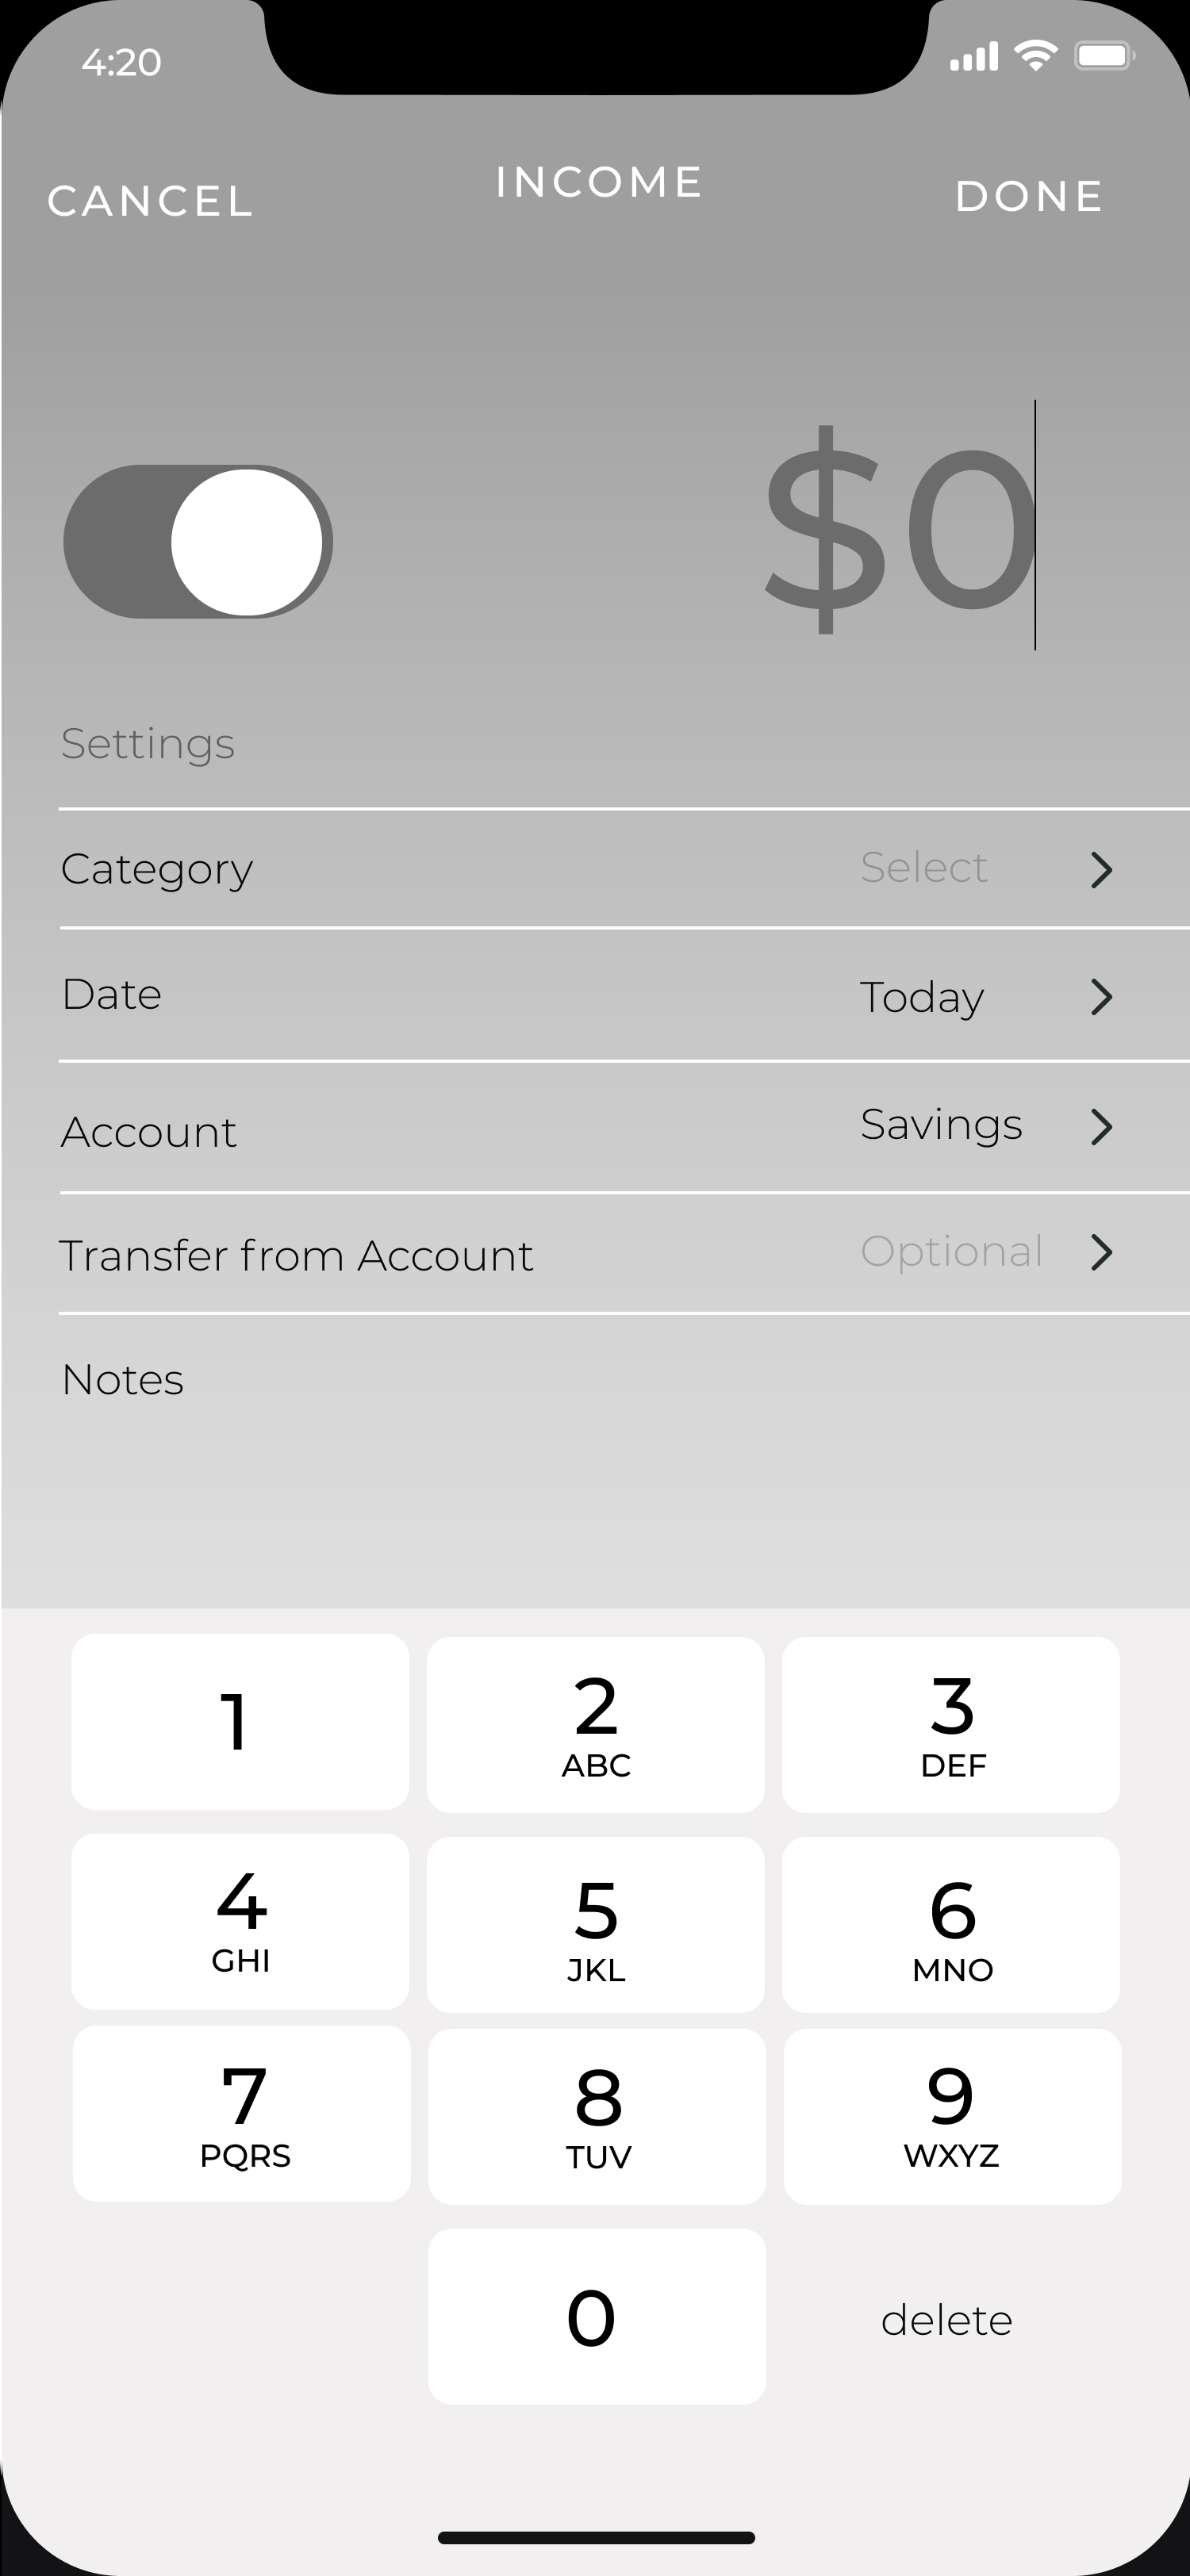 4:20
CANCEL INCOME DONE
$0
Settings
Category Select
Date Today
Account Savings
Transfer from Account Optional
Notes
1 2 3
ABC DEF
4 5 6
GHI JKL MNO
7 8 9
PQRS TUV WXYZ
0 delete